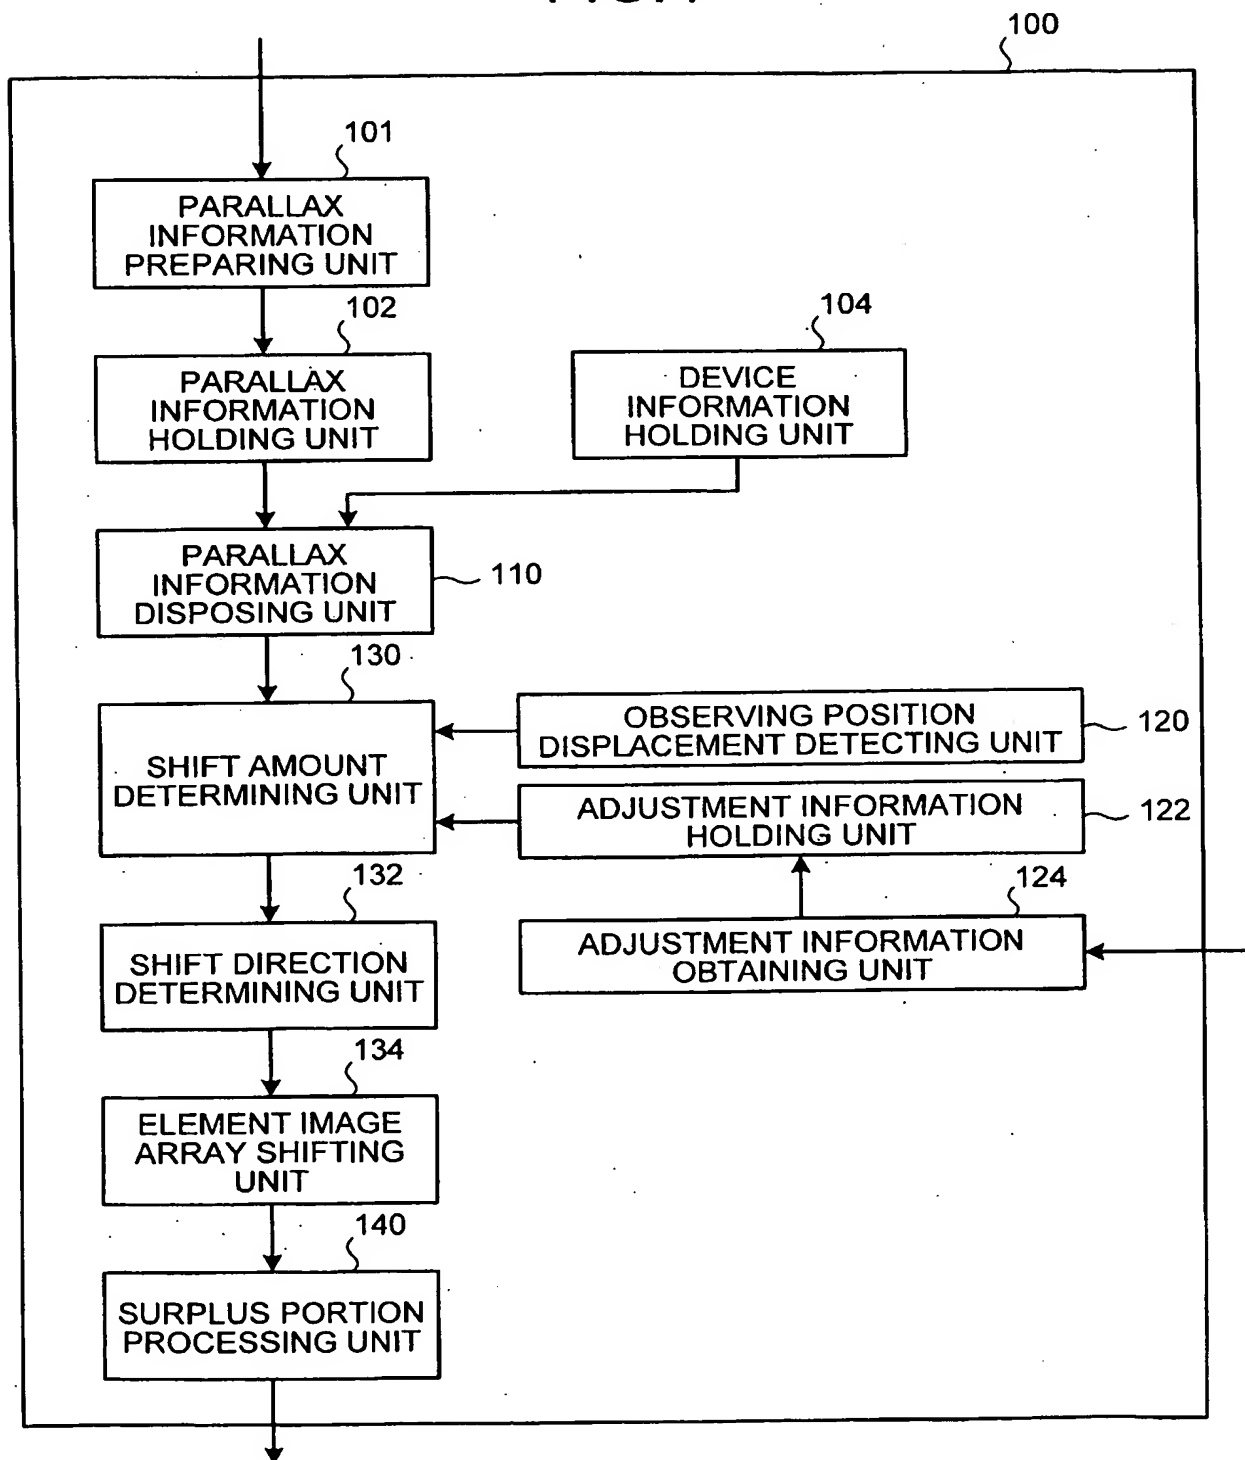 100
101
PARALLAX
INFORMATION
PREPARING UNIT
102
104
PARALLAX
INFORMATION
HOLDING UNIT
DEVICE
INFORMATION
HOLDING UNIT
PARALLAX
INFORMATION
DISPOSING UNIT
110
130
SHIFT AMOUNT
DETERMINING UNIT
OBSERVING POSITION
DISPLACEMENT DETECTING UNIT
120
ADJUSTMENT INFORMATION
HOLDING UNIT
122
132
124
SHIFT DIRECTION
DETERMINING UNIT
ADJUSTMENT INFORMATION
OBTAINING UNIT
134
ELEMENT IMAGE
ARRAY SHIFTING
UNIT
140
SURPLUS PORTION
PROCESSING UNIT